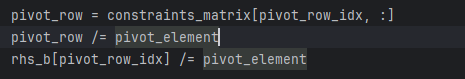 pivot_row = constraints_matrix[pivot_row_idx, :]
pivot_row /= pivot_element
rhs_b[pivot_row_idx] /= pivot_element